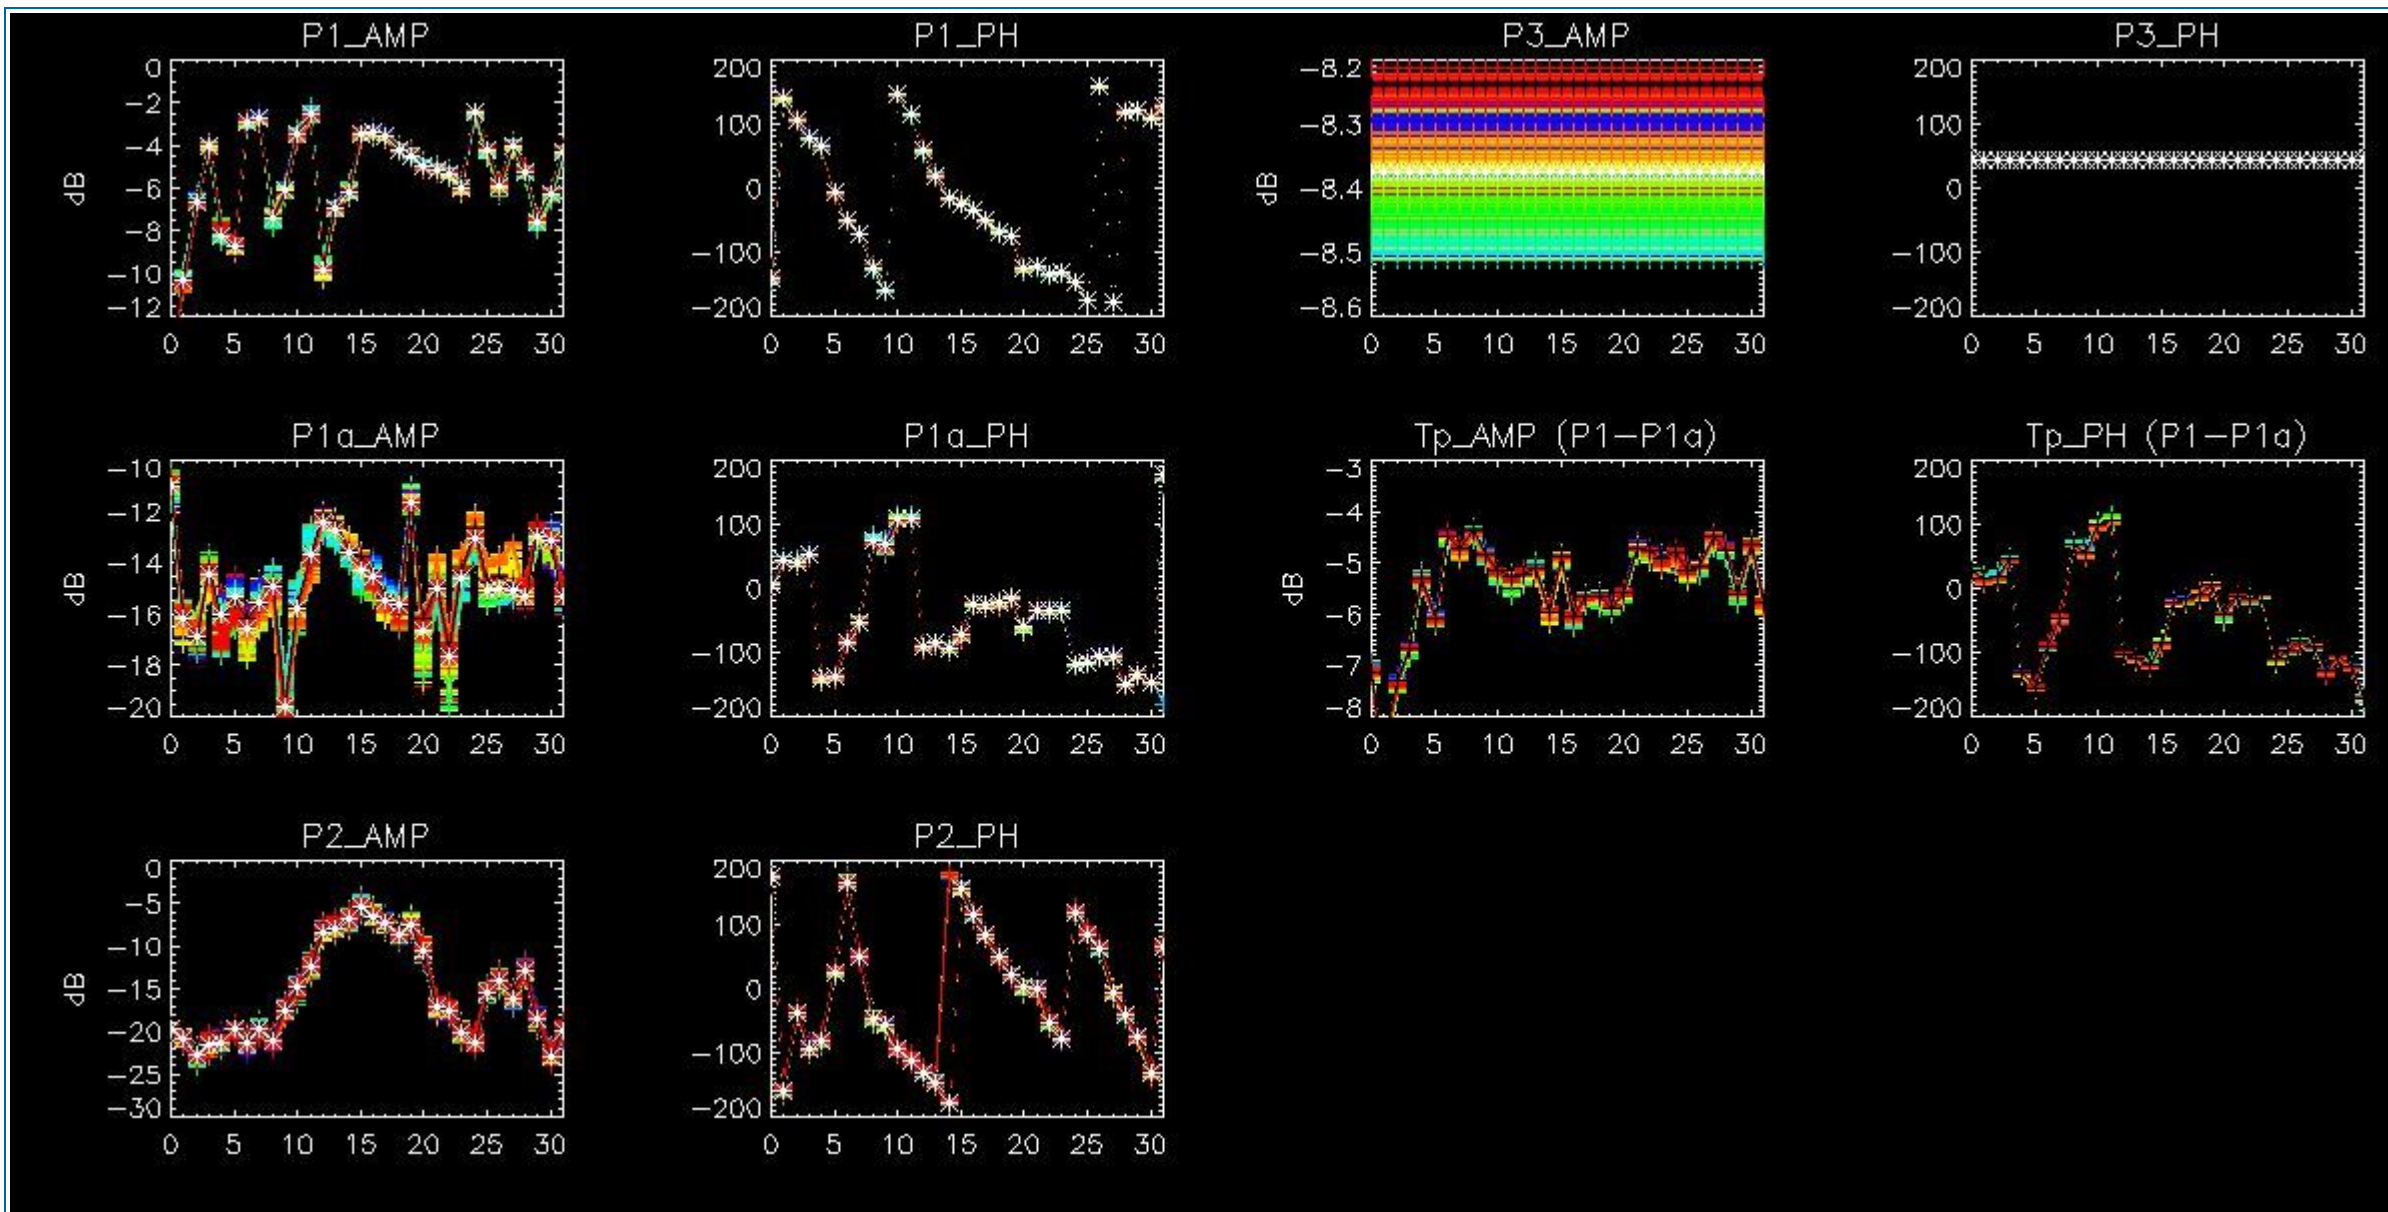 P1_AMP P1_PH P3_AMP P3_PH
0 200 −8.2 200
−2 100 −8.3 100
−4 0 −8.4 0
−6 −100 −8.5 −100
−8 −200 −8.6 −200
−10
−12
dB dB
0 5 10 15 20 25 30 0 5 10 15 20 25 30 0 5 10 15 20 25 30 0 5 10 15 20 25 30
P1a_AMP P1a_PH Tp_AMP (P1−P1a) Tp_PH (P1−P1a)
−10 200 −3 200
−12 100 −4 100
−14 0 −5 0
−16 −100 −6 −100
−18 −200 −7 −200
−20 −8
dB dB
0 5 10 15 20 25 30 0 5 10 15 20 25 30 0 5 10 15 20 25 30 0 5 10 15 20 25 30
P2_AMP P2_PH
0 200
−5 100
−10 0
−15 −100
−20 −200
−25
−30
dB
0 5 10 15 20 25 30 0 5 10 15 20 25 30